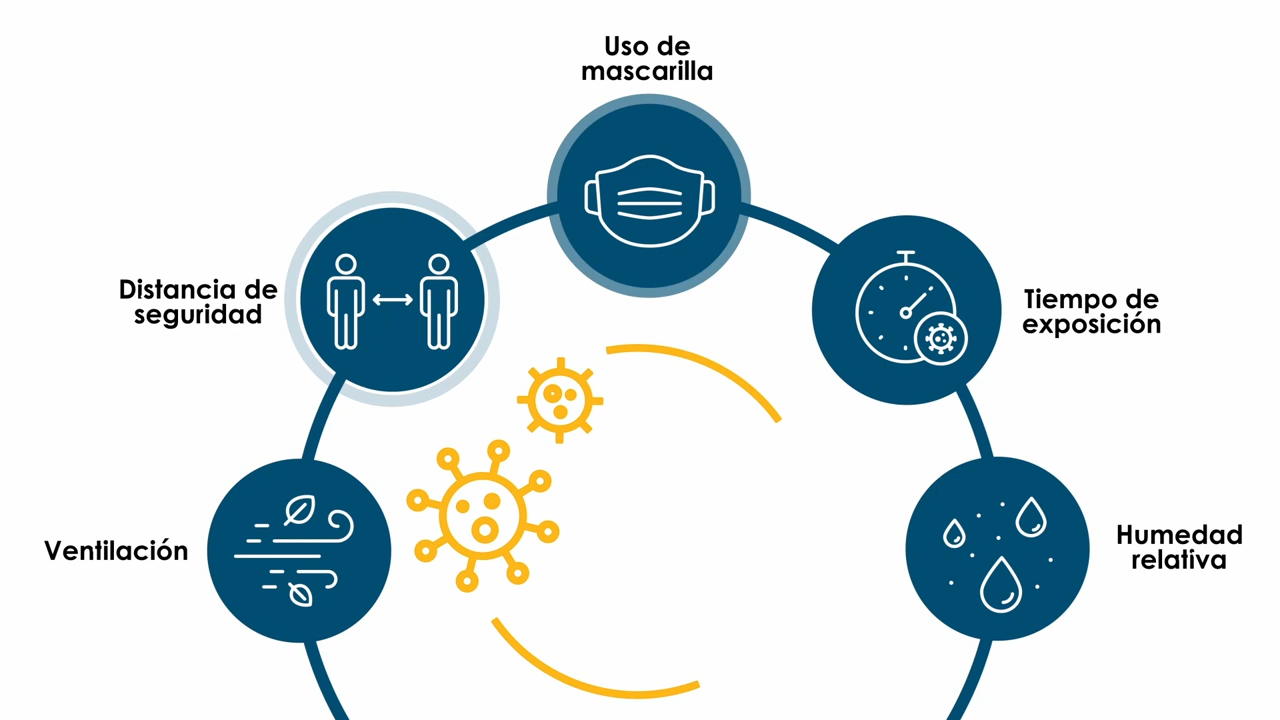 Uso de
mascarilla
Distancia de
seguridad
Tiempo de
exposición
Ventilación
Humedad
relativa